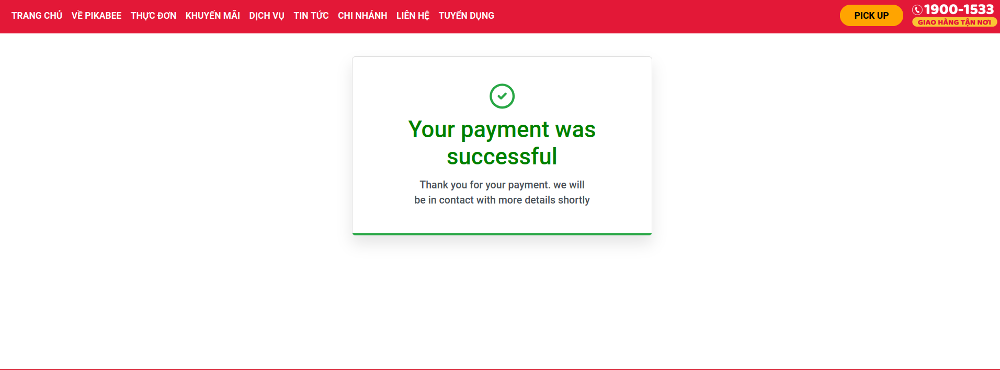 TRANG CHỦ VỀ PIKABEE THỰC ĐƠN KHUYẾN MÃI DỊCH VỤ TIN TỨC CHI NHÁNH LIÊN HỆ TUYỂN DỤNG PICK UP 1900-1533
GIAO HÀNG TẬN NƠI
Your payment was
successful
Thank you for your payment. we will
be in contact with more details shortly